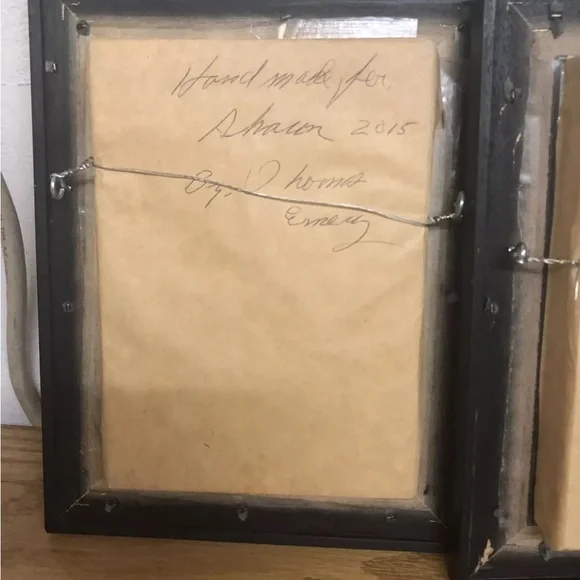 Hand made, for
Sharon 2015
By, Thomas
Emery